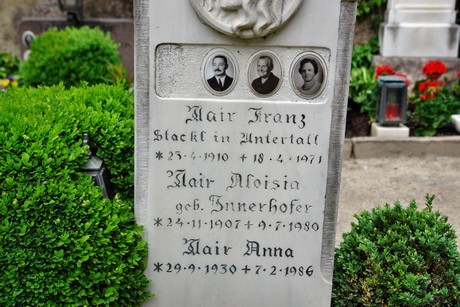 Mair Franz
Stackl in Untertall
*23·4·1910 +18·4·1971
Mair Aloisia
geb. Innerhofer
*24·11·1907+9·7·1989
Mair Anna
*29·9·1930+7·2·1986